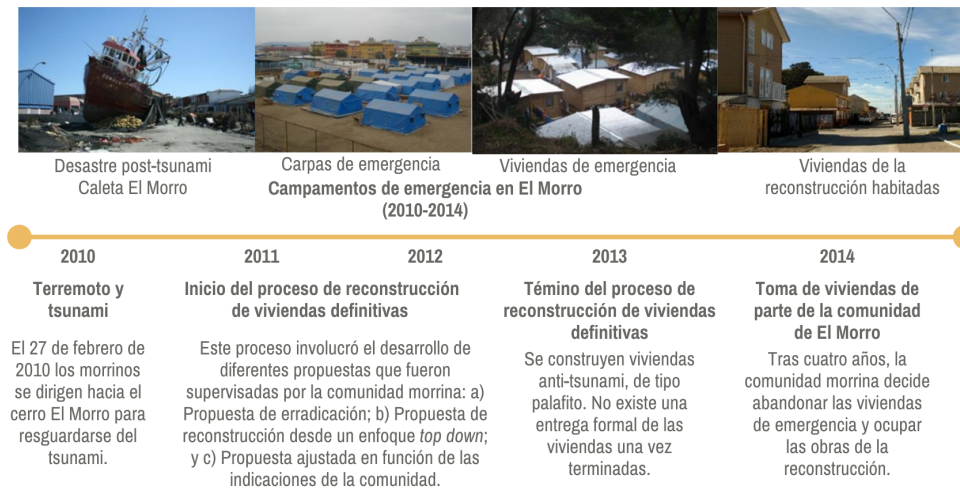 Desastre post-tsunami
Caleta El Morro
Carpas de emergencia
Viviendas de emergencia
Campamentos de emergencia en El Morro
(2010-2014)
Viviendas de la
reconstrucción habitadas
2010
Terremoto y
tsunami
El 27 de febrero de
2010 los morrinos
se dirigen hacia el
cerro El Morro para
resguardarse del
tsunami.
2011
2012
Inicio del proceso de reconstrucción
de viviendas definitivas
Este proceso involucró el desarrollo de
diferentes propuestas que fueron
supervisadas por la comunidad morrina: a)
Propuesta de erradicación; b) Propuesta de
reconstrucción desde un enfoque top down;
y c) Propuesta ajustada en función de las
indicaciones de la comunidad.
2013
Témino del proceso de
reconstrucción de viviendas
definitivas
Se construyen viviendas
anti-tsunami, de tipo
palafito. No existe una
entrega formal de las
viviendas una vez
terminadas.
2014
Toma de viviendas de
parte de la comunidad
de El Morro
Tras cuatro años, la
comunidad morrina decide
abandonar las viviendas
de emergencia y ocupar
las obras de la
reconstrucción.